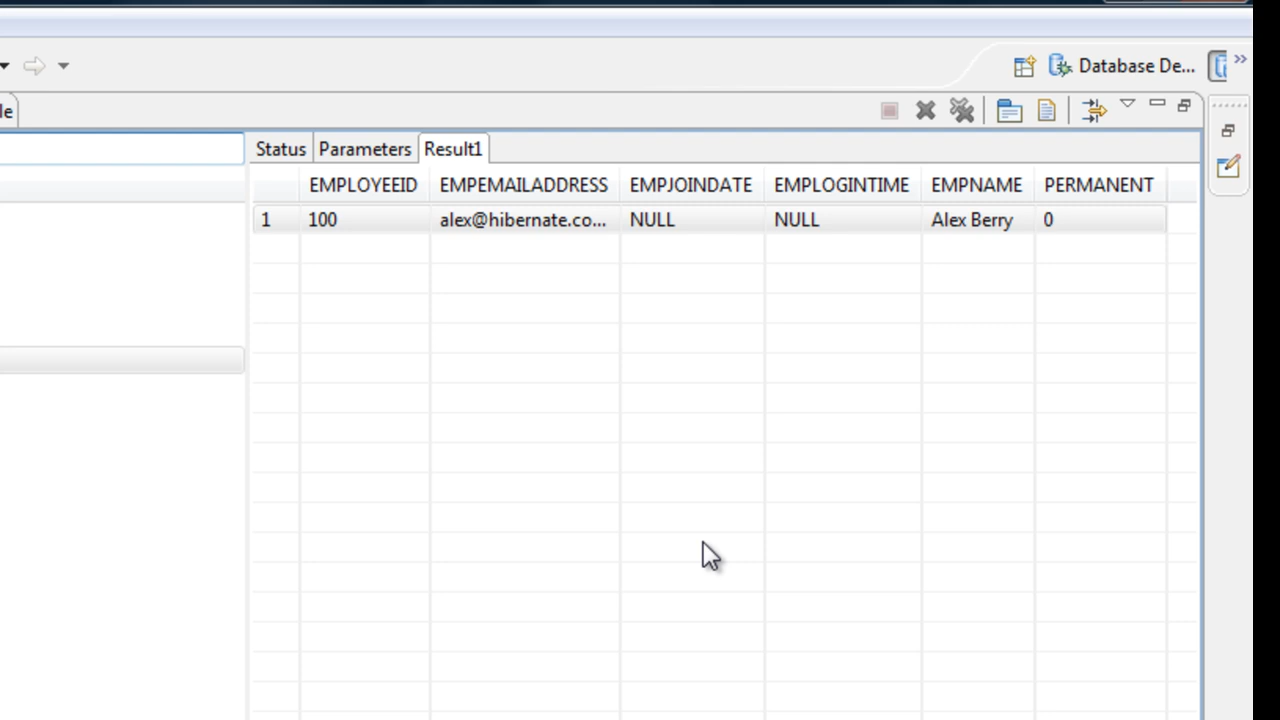 Database De...
le
Status Parameters Result1
EMPLOYEEID EMPEMAILADDRESS EMPJOINDATE EMPLOGINTIME EMPNAME PERMANENT
1 100 alex@hibernate.co... NULL NULL Alex Berry 0